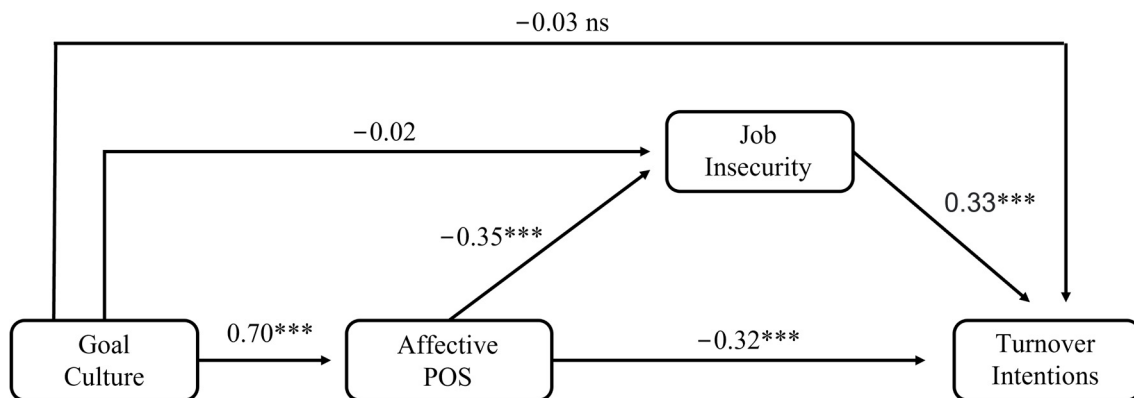 −0.03 ns
−0.02
Job
Insecurity
0.33***
−0.35***
Goal
Culture
0.70***
Affective
POS
−0.32***
Turnover
Intentions